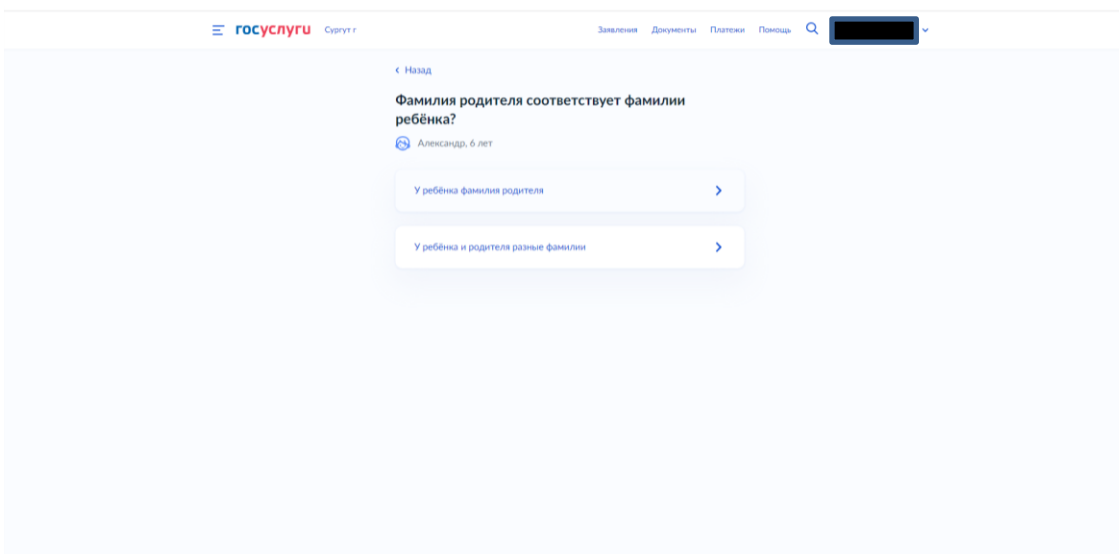 госуслуги Сургут г Заявления Документы Платежи Помощь
Назад
Фамилия родителя соответствует фамилии
ребёнка?
Александр, 6 лет
У ребёнка фамилия родителя
У ребёнка и родителя разные фамилии